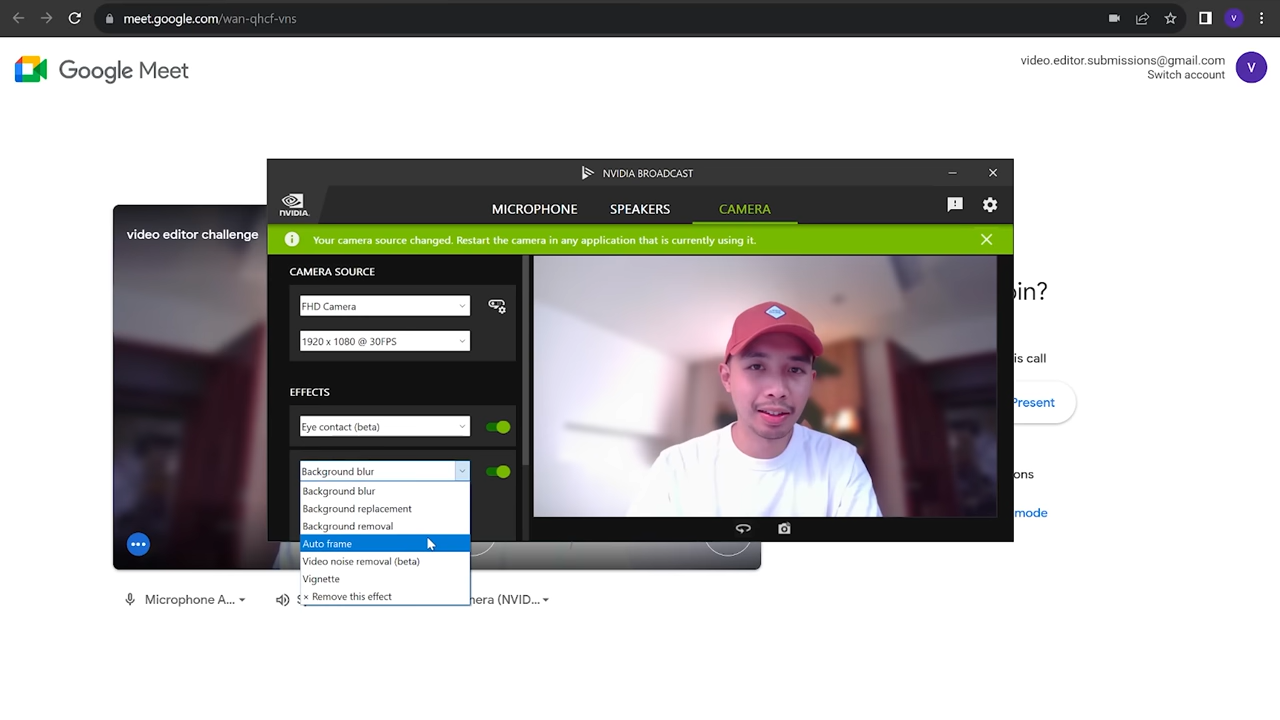 meet.google.com/wan-qhcf-vns
V
Google Meet
video.editor.submissions@gmail.com
Switch account
V
NVIDIA BROADCAST
NVIDIA.
MICROPHONE
SPEAKERS
CAMERA
video editor challenge
Your camera source changed. Restart the camera in any application that is currently using it.
CAMERA SOURCE
FHD Camera
1920 x 1080 @ 30FPS
EFFECTS
Eye contact (beta)
Background blur
Background blur
Background replacement
Background removal
Auto frame
Video noise removal (beta)
Vignette
× Remove this effect
oin?
is call
Present
ons
mode
Microphone A...
S
nera (NVID...